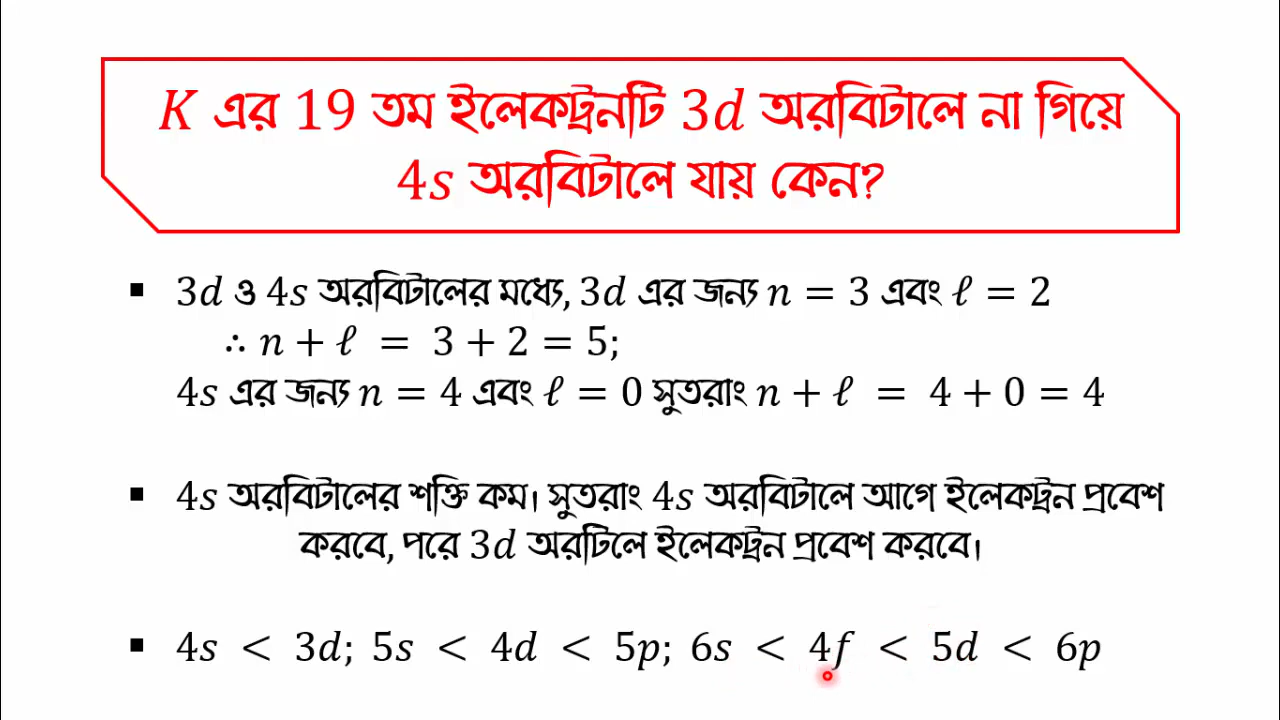 K এর 19 তম ইলেকট্রনটি 3d অরবিটালে না গিয়ে
4s অরবিটালে যায় কেন?
▪ 3d ও 4s অরবিটালের মধ্যে, 3d এর জন্য n = 3 এবং ℓ = 2
∴ n + ℓ = 3 + 2 = 5;
4s এর জন্য n = 4 এবং ℓ = 0 সুতরাং n + ℓ = 4 + 0 = 4
▪ 4s অরবিটালের শক্তি কম। সুতরাং 4s অরবিটালে আগে ইলেকট্রন প্রবেশ
করবে, পরে 3d অরটিলে ইলেকট্রন প্রবেশ করবে।
▪ 4s < 3d; 5s < 4d < 5p; 6s < 4f < 5d < 6p